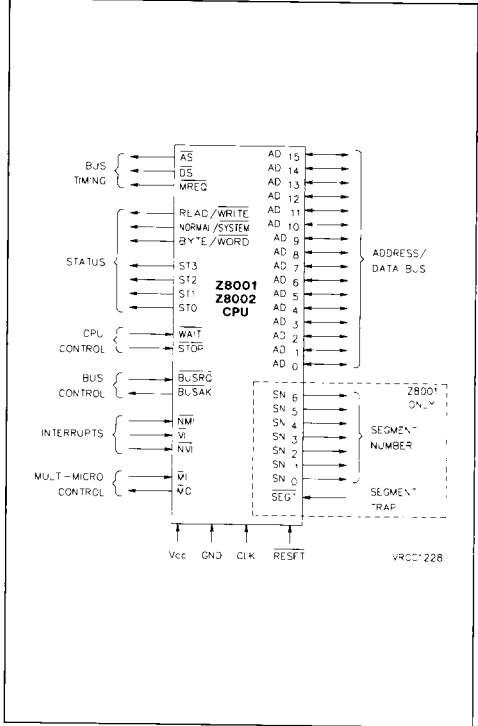 BUS TIMING
AS
DS
MREQ
STATUS
READ/WRITE
NORMAL/SYSTEM
BYTE/WORD
ST3
ST2
ST1
ST0
CPU CONTROL
WAIT
STOP
BUS CONTROL
BUSRQ
BUSAK
INTERRUPTS
NMI
VI
NVI
MULTI-MICRO CONTROL
MI
MO
Z8001
Z8002
CPU
AD 15
AD 14
AD 13
AD 12
AD 11
AD 10
AD 9
AD 8
AD 7
AD 6
AD 5
AD 4
AD 3
AD 2
AD 1
AD 0
ADDRESS/
DATA BUS
Z8001
ONLY
SN 6
SN 5
SN 4
SN 3
SN 2
SN 1
SN 0
SEGMENT
NUMBER
SEGT
SEGMENT
TRAP
Vcc GND CLK RESET